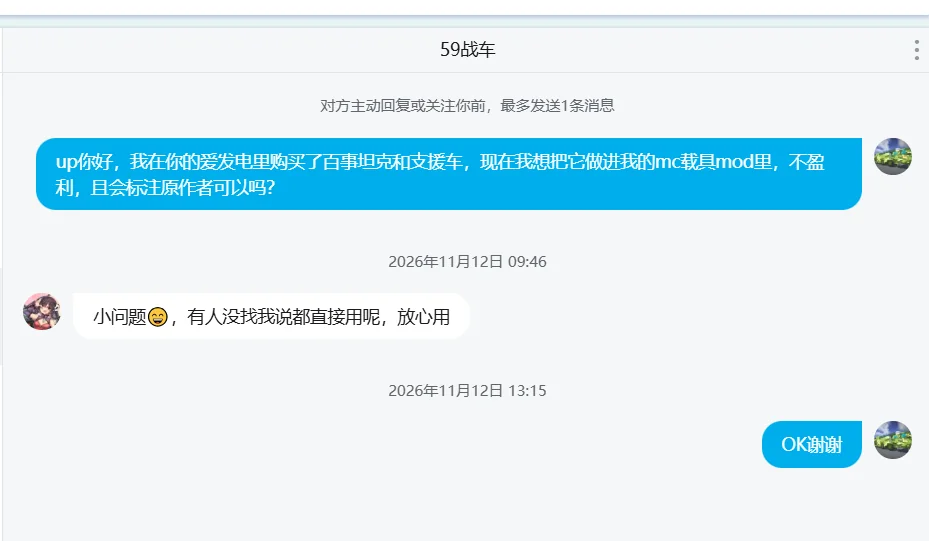 59战车
对方主动回复或关注你前，最多发送1条消息
up你好，我在你的爱发电里购买了百事坦克和支援车，现在我想把它做进我的mc载具mod里，不盈
利，且会标注原作者可以吗？
2026年11月12日 09:46
小问题😄，有人没找我说都直接用呢，放心用
2026年11月12日 13:15
OK谢谢